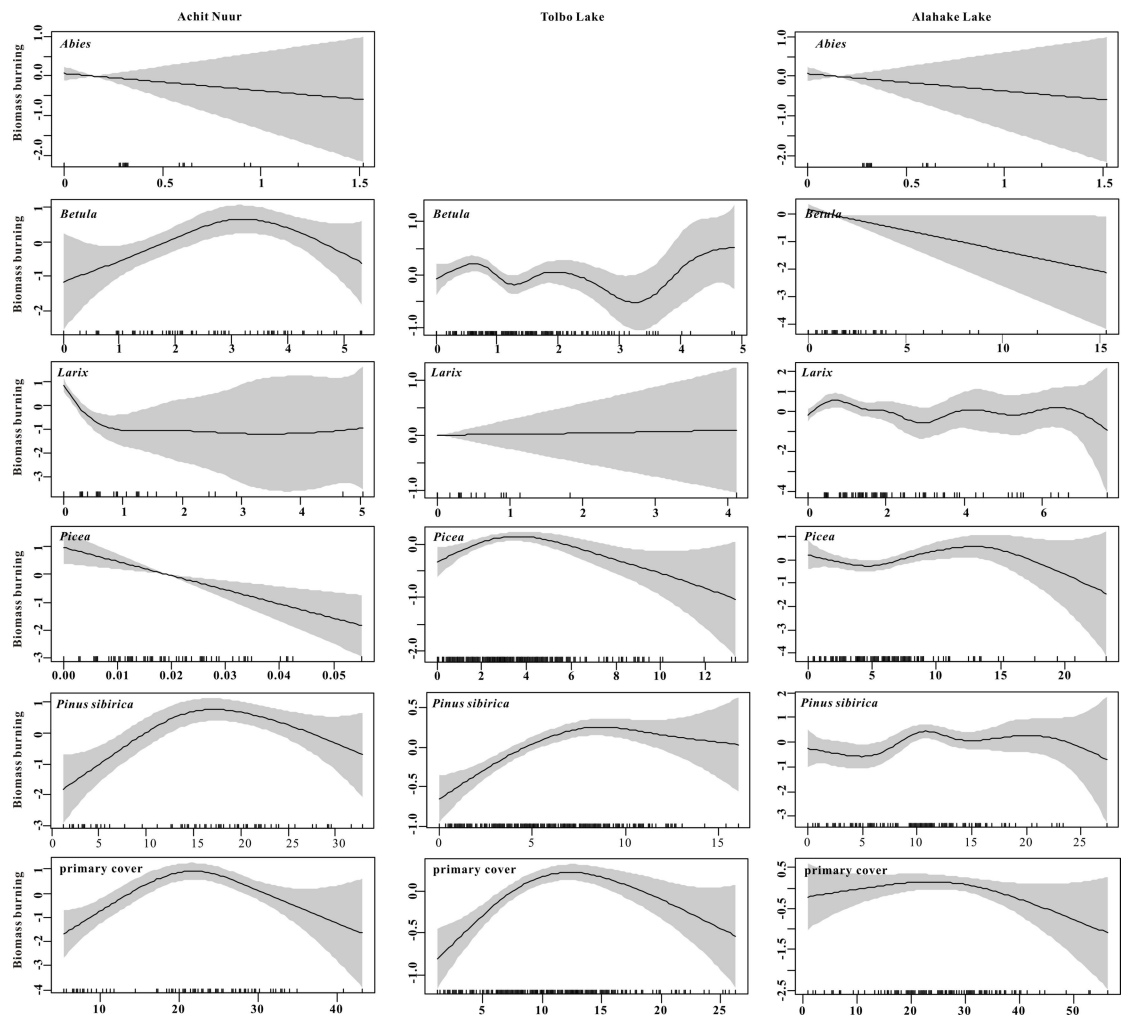 Achit Nuur Tolbo Lake Alahake Lake
Biomass burning
Abies
1.0
0.0
-1.0
-2.0
0 0.5 1 1.5
Abies
1.0
0.0
-1.0
-2.0
0 0.5 1 1.5
Biomass burning
Betula
1
0
-1
-2
0 1 2 3 4 5
Betula
1.0
0.0
-1.0
0 1 2 3 4 5
Betula
0
-1
-2
-3
-4
0 5 10 15
Biomass burning
Larix
1
0
-1
-2
-3
0 1 2 3 4 5
Larix
1.0
0.0
-1.0
0 1 2 3 4
Larix
2
1
0
-1
-2
-4
0 2 4 6
Biomass burning
Picea
1
0
-1
-2
-3
0.00 0.01 0.02 0.03 0.04 0.05
Picea
0.0
-1.0
-2.0
0 2 4 6 8 10 12
Picea
1
0
-1
-2
-3
-4
0 5 10 15 20
Biomass burning
Pinus sibirica
1
0
-1
-2
-3
0 5 10 15 20 25 30
Pinus sibirica
0.5
0.0
-0.5
-1.0
0 5 10 15
Pinus sibirica
2
1
0
-1
-2
-3
0 5 10 15 20 25
Biomass burning
primary cover
1
0
-1
-2
-3
-4
10 20 30 40
primary cover
0.0
-0.5
-1.0
5 10 15 20 25
primary cover
0.5
-0.5
-1.5
-2.5
0 10 20 30 40 50